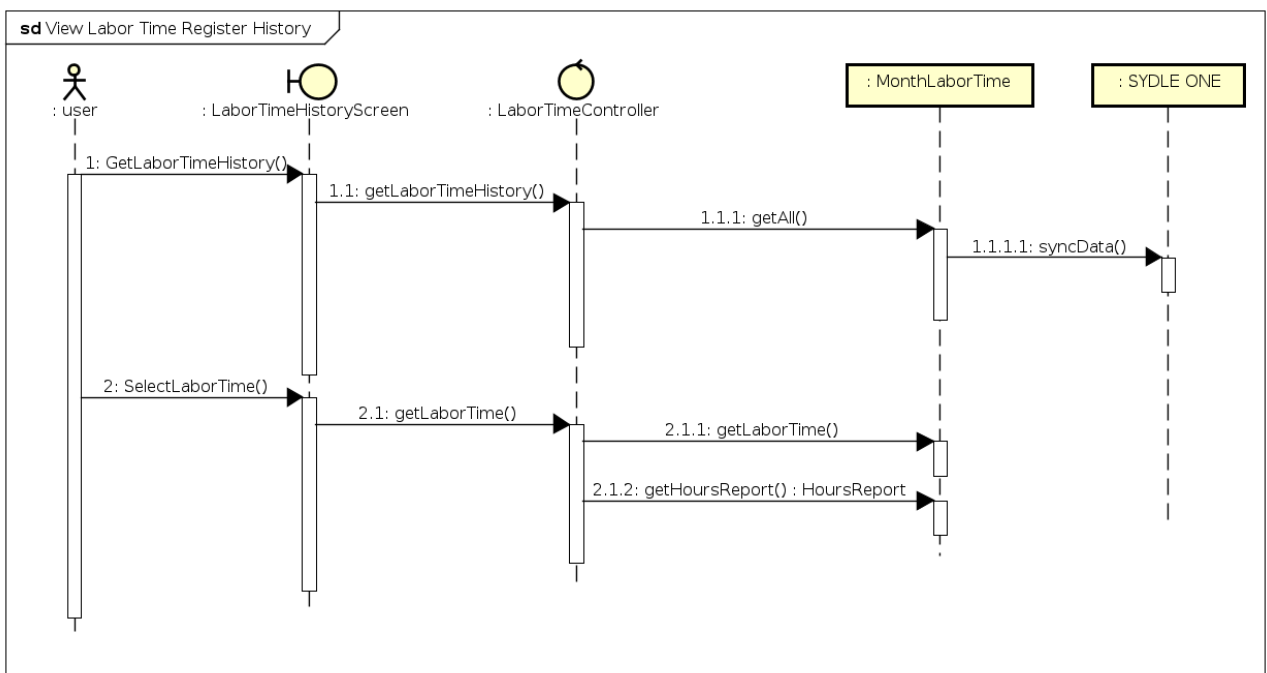 sd View Labor Time Register History
: user
: LaborTimeHistoryScreen
: LaborTimeController
: MonthLaborTime
: SYDLE ONE
1: GetLaborTimeHistory()
1.1: getLaborTimeHistory()
1.1.1: getAll()
1.1.1.1: syncData()
2: SelectLaborTime()
2.1: getLaborTime()
2.1.1: getLaborTime()
2.1.2: getHoursReport() : HoursReport